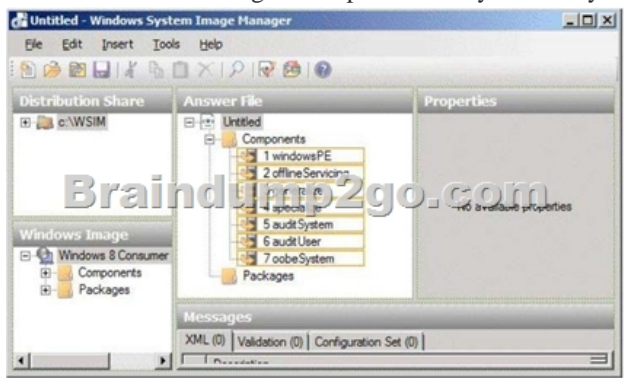 Untitled - Windows System Image Manager
File Edit Insert Tools Help
Distribution Share
c:\WSIM
Windows Image
Windows 8 Consumer
Components
Packages
Answer File
Untitled
Components
1 windowsPE
2 offlineServicing
4 specialize
5 auditSystem
6 auditUser
7 oobeSystem
Packages
Properties
No available properties
Messages
XML (0) Validation (0) Configuration Set (0)
Braindump2go.com